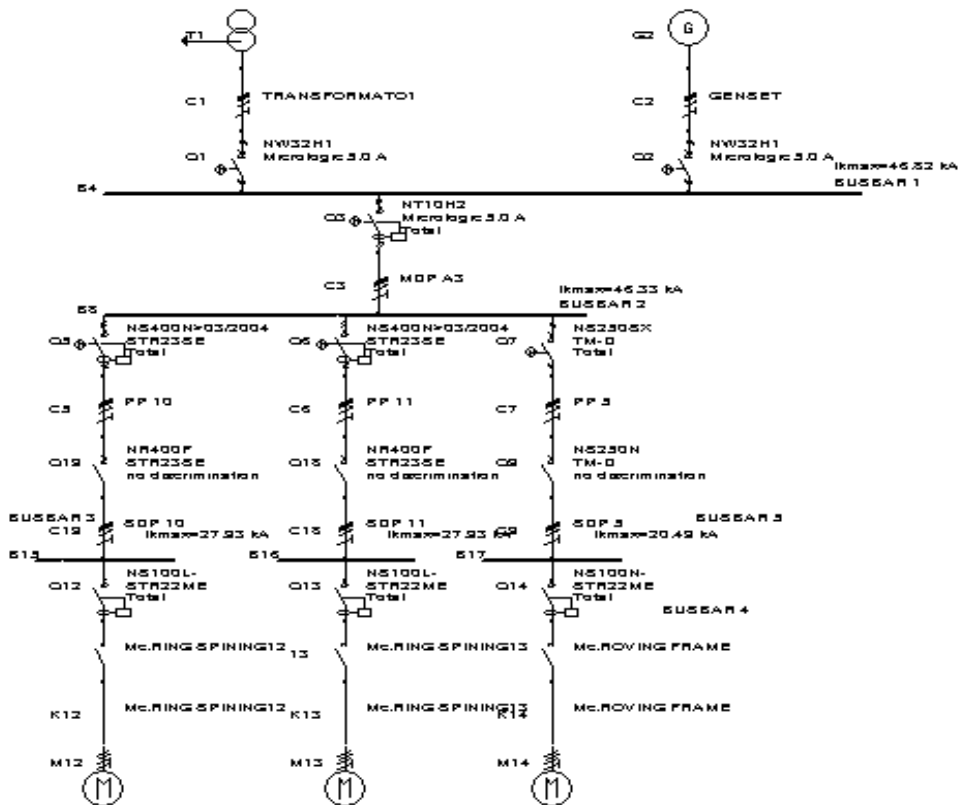 T1
G2
G
C1
TRANSFORMATO1
C2
GENSET
Q1
NW32H1
Micrologic 5.0 A
Q2
NW32H1
Micrologic 5.0 A
Ikmax=46.82 kA
BUSBAR 1
B4
Q3
NT10H2
Micrologic 5.0 A
Total
C3
MDP A3
Ikmax=46.33 kA
BUSBAR 2
B8
Q5
NS400N>03/2004
STR23SE
Total
Q6
NS400N>03/2004
STR23SE
Total
Q7
NS250SX
TM-D
Total
C5
PP 10
C6
PP 11
C7
PP 5
Q19
STR23SE
no discrimination
Q18
STR23SE
no discrimination
Q9
NS250N
TM-D
no discrimination
BUSBAR 3
C19
SDP 10
Ikmax=27.93 kA
C18
SDP 11
Ikmax=27.93 kA
C9
SDP 5
Ikmax=20.49 kA
BUSBAR 5
B15
B16
B17
Q12
NS100L-
STR22ME
Total
Q13
NS100L-
STR22ME
Total
Q14
NS100N-
STR22ME
Total
BUSBAR 4
Mc.RING SPINING12
13
Mc.RING SPINING13
Mc.ROVING FRAME
K12
Mc.RING SPINING12
K13
Mc.RING SPINING13
K14
Mc.ROVING FRAME
M12
M
M13
M
M14
M